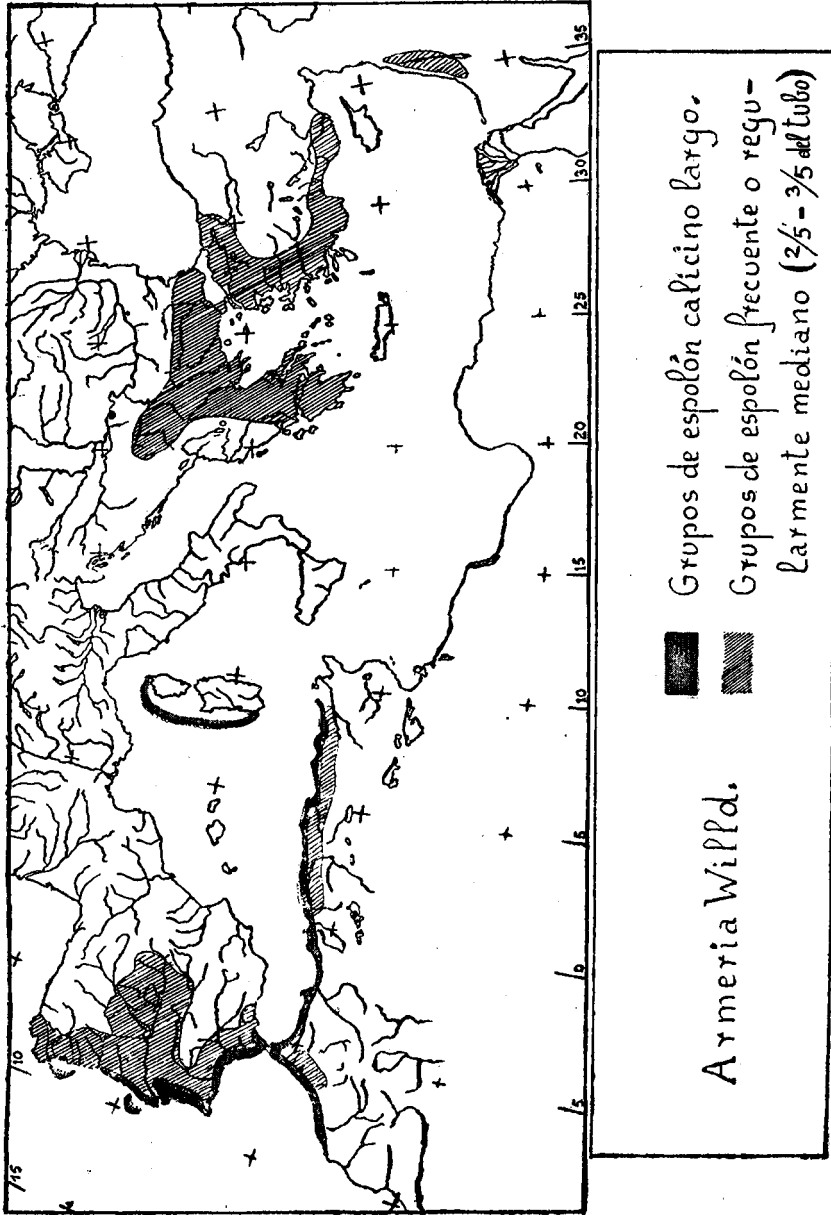 /15
/10
/5
0
5
10
15
20
25
30
35
Armeria Willd.
Grupos de espolón calicino largo.
Grupos de espolón frecuente o regu-
larmente mediano (2/5 - 3/5 del tubo)